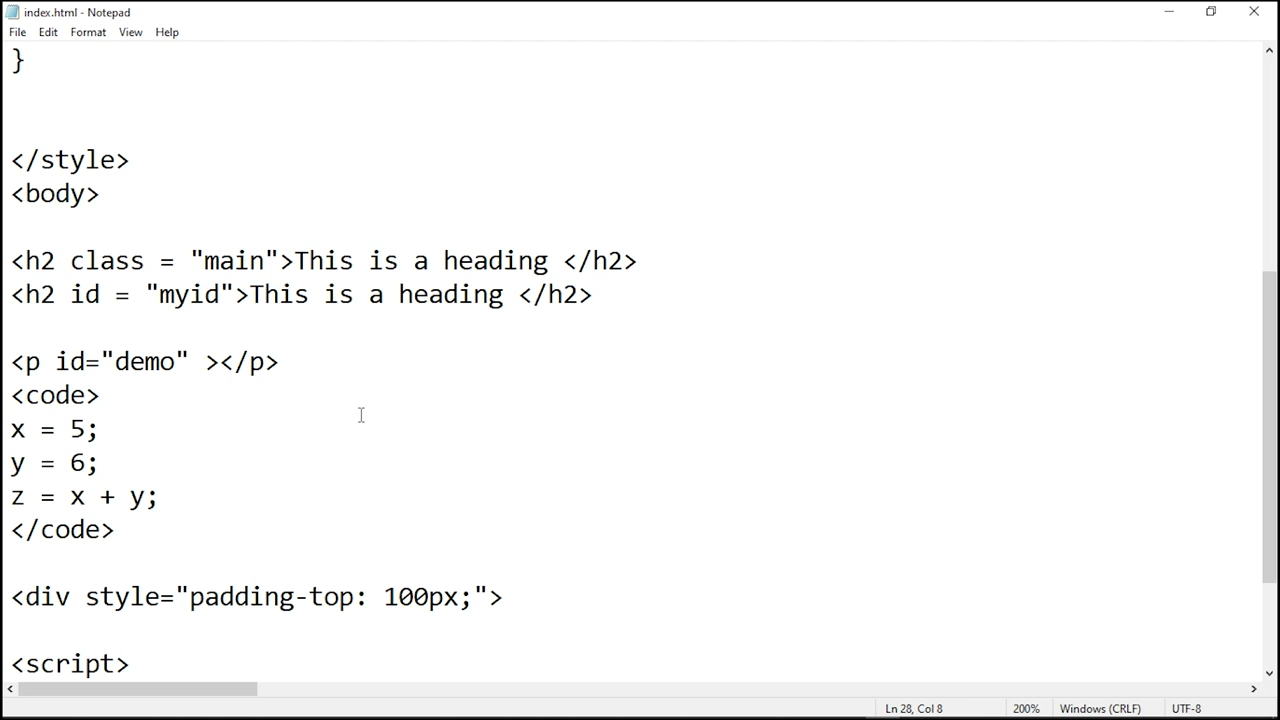 index.html - Notepad
File Edit Format View Help
}
</style>
<body>
<h2 class = "main">This is a heading </h2>
<h2 id = "myid">This is a heading </h2>
<p id="demo" ></p>
<code>
x = 5;
y = 6;
z = x + y;
</code>
<div style="padding-top: 100px;">
<script>
Ln 28, Col 8 200% Windows (CRLF) UTF-8